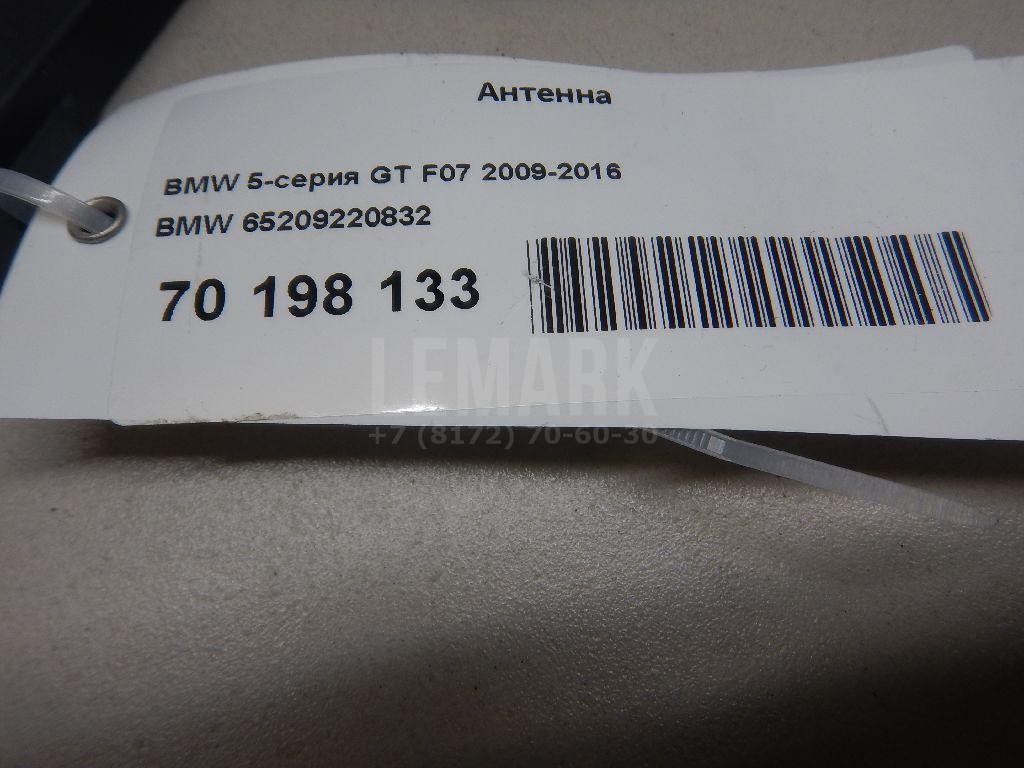 Антенна
BMW 5-серия GT F07 2009-2016
BMW 65209220832
70 198 133
LEMARK
+7 (8172) 70-60-30